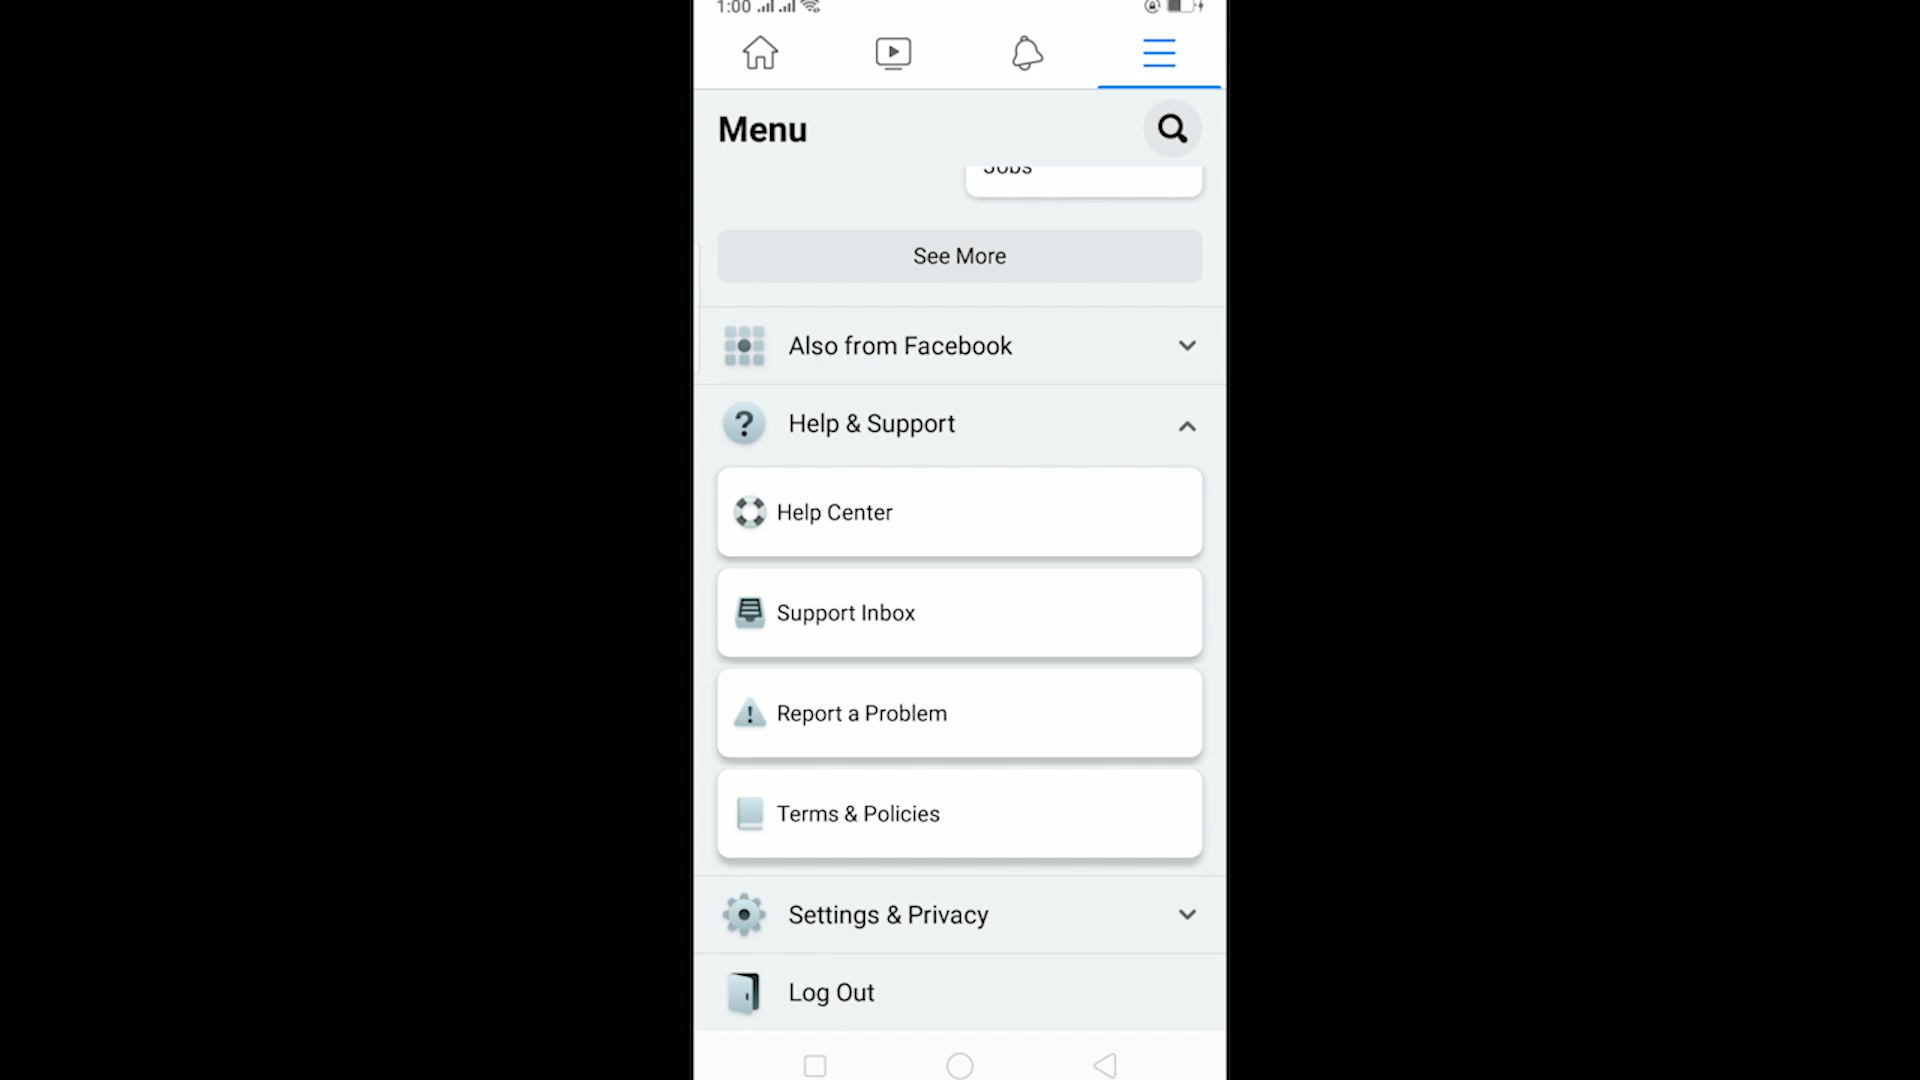 1:00
Menu
Jobs
See More
Also from Facebook
Help & Support
Help Center
Support Inbox
Report a Problem
Terms & Policies
Settings & Privacy
Log Out